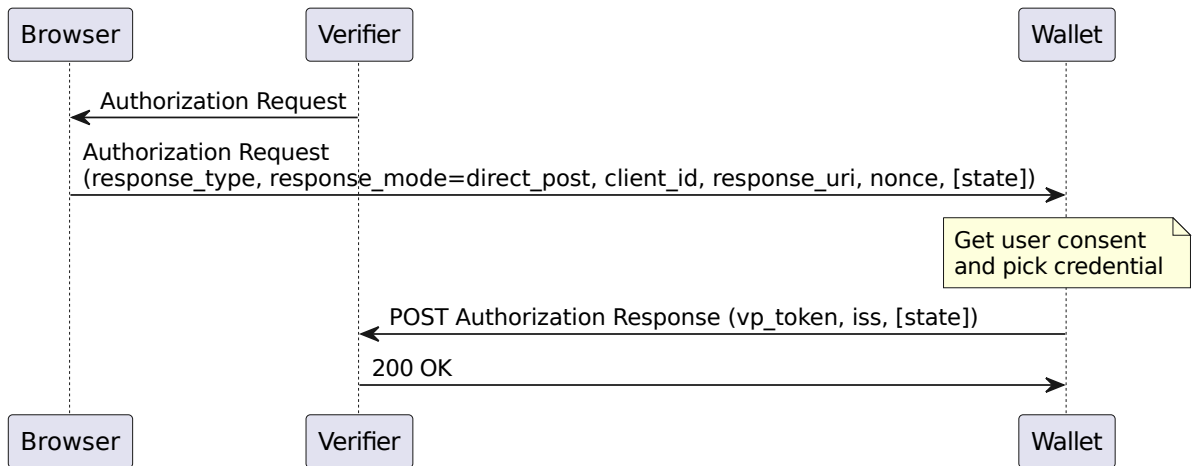 Browser
Verifier
Wallet
Authorization Request
Authorization Request
(response_type, response_mode=direct_post, client_id, response_uri, nonce, [state])
Get user consent
and pick credential
POST Authorization Response (vp_token, iss, [state])
200 OK
Browser
Verifier
Wallet